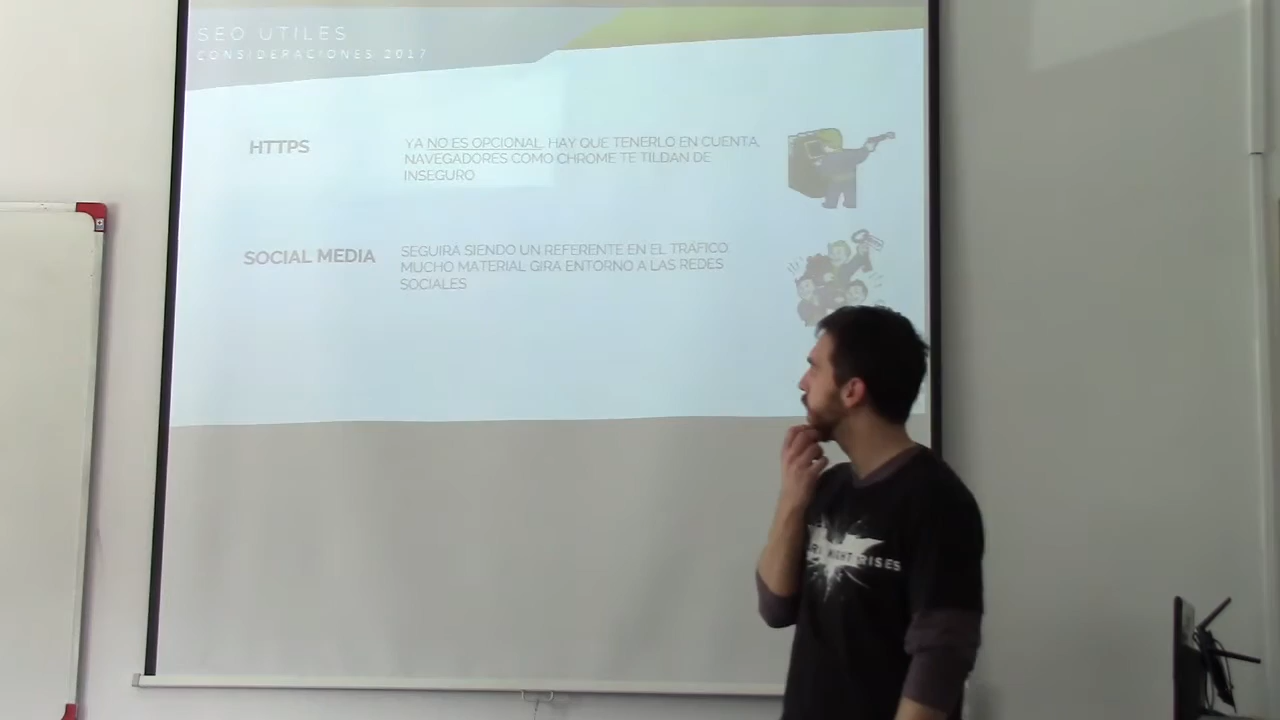 SEO UTILES
CONSIDERACIONES 2017
HTTPS
YA NO ES OPCIONAL. HAY QUE TENERLO EN CUENTA,
NAVEGADORES COMO CHROME TE TILDAN DE
INSEGURO
SOCIAL MEDIA
SEGUIRA SIENDO UN REFERENTE EN EL TRÁFICO.
MUCHO MATERIAL GIRA ENTORNO A LAS REDES
SOCIALES
RISES